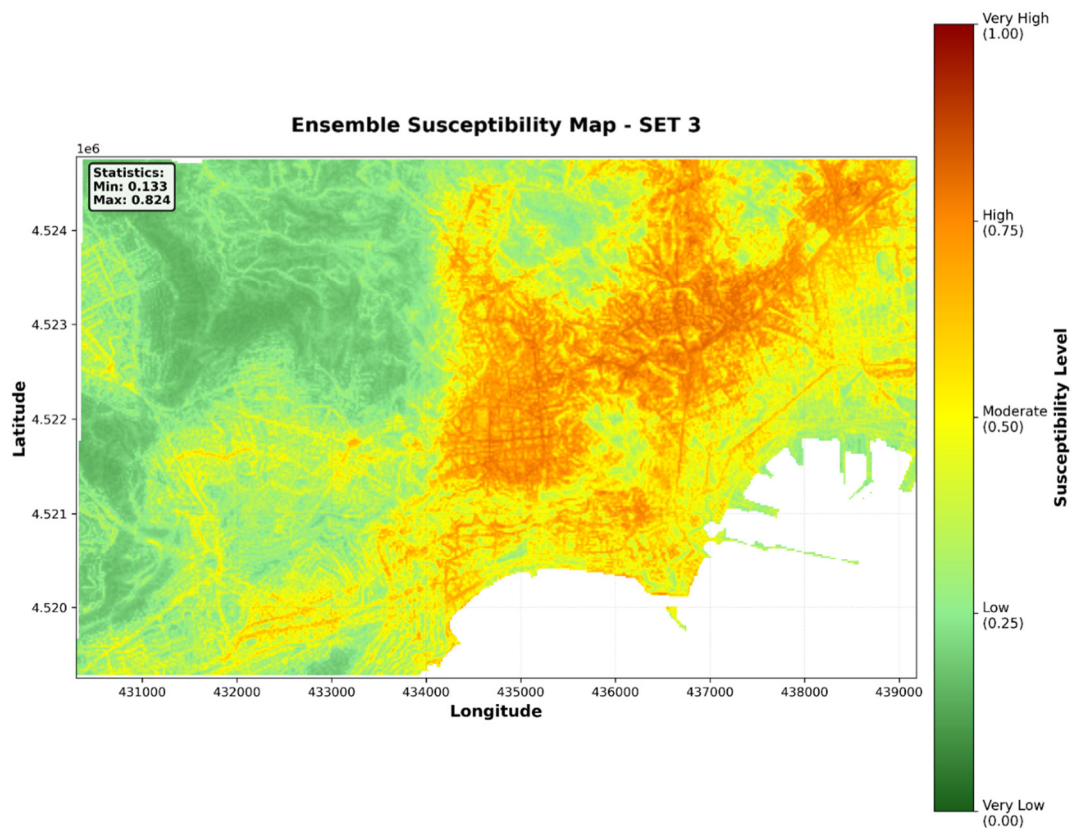 Ensemble Susceptibility Map - SET 3
1e6
Statistics:
Min: 0.133
Max: 0.824
4.524
4.523
4.522
4.521
4.520
Latitude
431000 432000 433000 434000 435000 436000 437000 438000 439000
Longitude
Very High
(1.00)
High
(0.75)
Moderate
(0.50)
Low
(0.25)
Very Low
(0.00)
Susceptibility Level